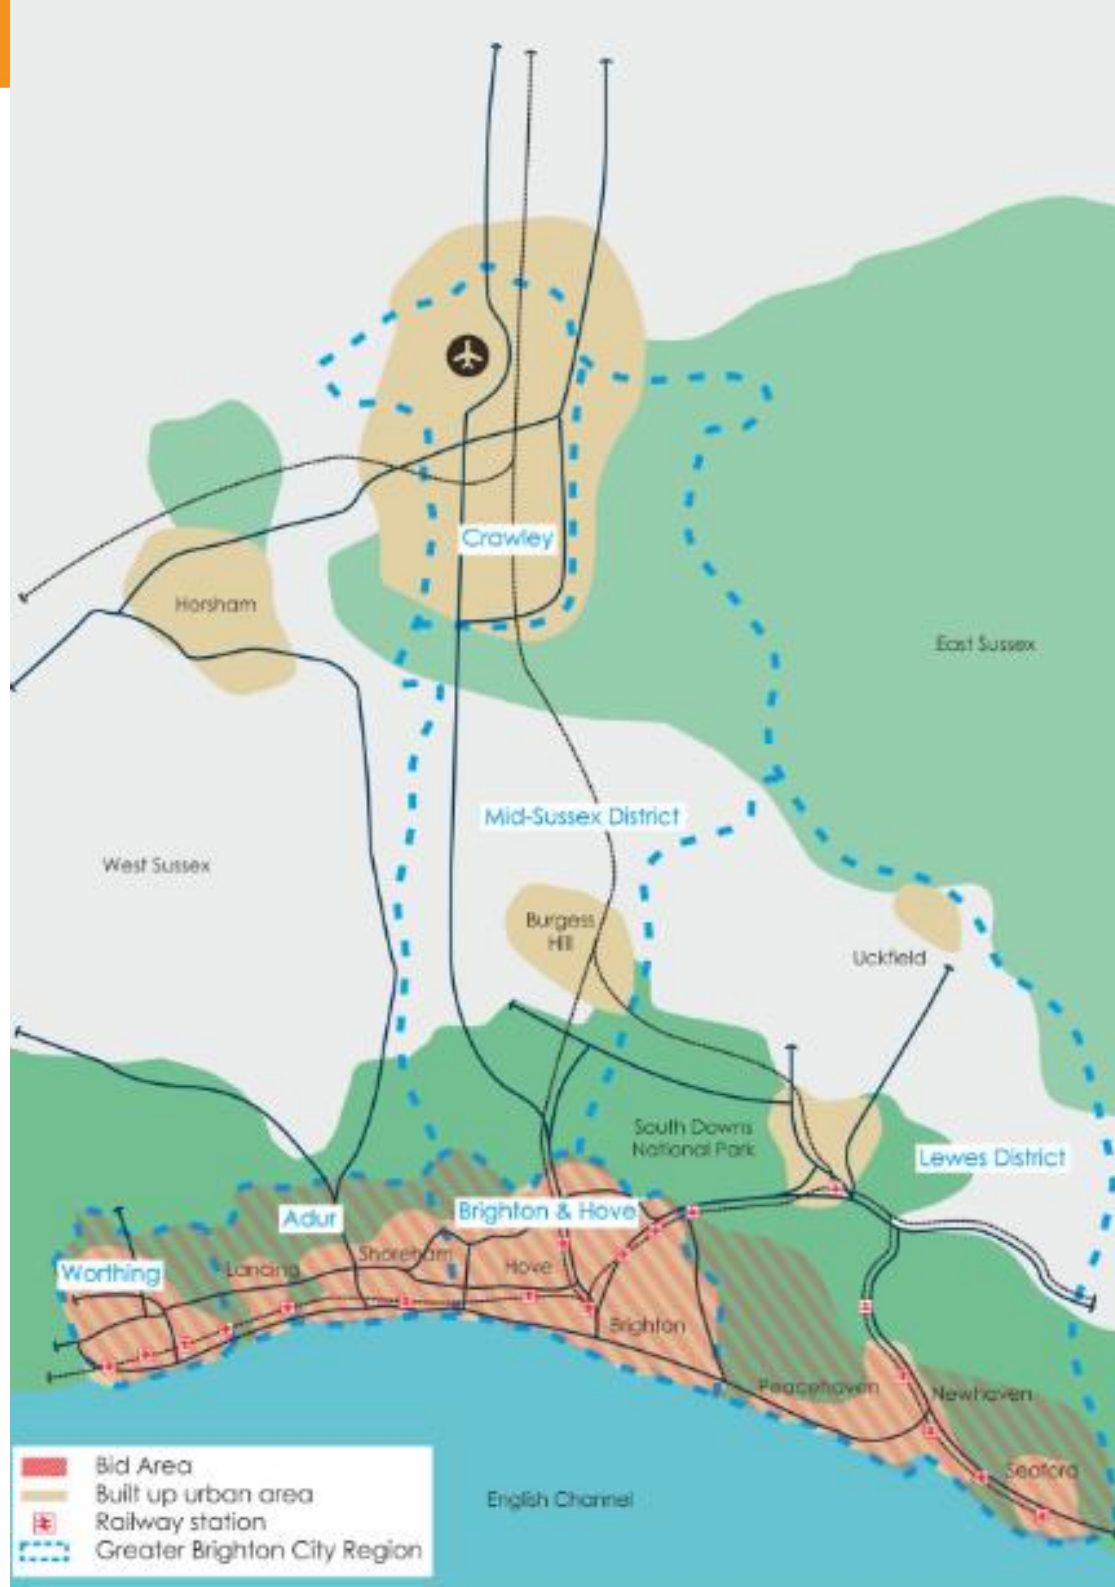 Crawley
Horsham
East Sussex
Mid-Sussex District
West Sussex
Burgess
Hill
Uckfield
South Downs
National Park
Lewes District
Adur
Brighton & Hove
Shoreham
Worthing
Lancing
Hove
Brighton
Peacehaven
Newhaven
Seaford
English Channel
Bid Area
Built up urban area
Railway station
Greater Brighton City Region